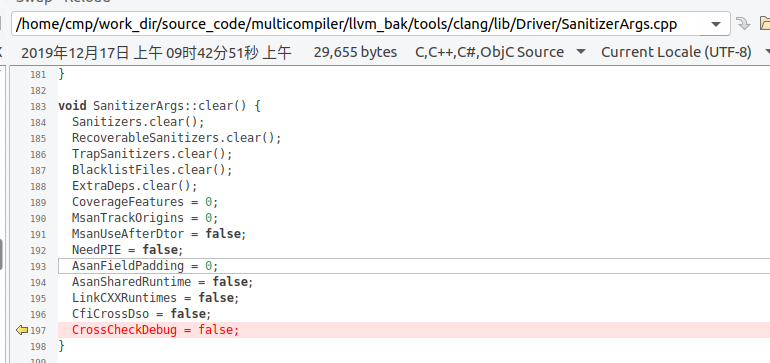 /home/cmp/work_dir/source_code/multicompiler/llvm_bak/tools/clang/lib/Driver/SanitizerArgs.cpp
2019年12月17日 上午 09时42分51秒 上午 29,655 bytes C,C++,C#,ObjC Source Current Locale (UTF-8)
181 }
182
183 void SanitizerArgs::clear() {
184 Sanitizers.clear();
185 RecoverableSanitizers.clear();
186 TrapSanitizers.clear();
187 BlacklistFiles.clear();
188 ExtraDeps.clear();
189 CoverageFeatures = 0;
190 MsanTrackOrigins = 0;
191 MsanUseAfterDtor = false;
192 NeedPIE = false;
193 AsanFieldPadding = 0;
194 AsanSharedRuntime = false;
195 LinkCXXRuntimes = false;
196 CfiCrossDso = false;
197 CrossCheckDebug = false;
198 }